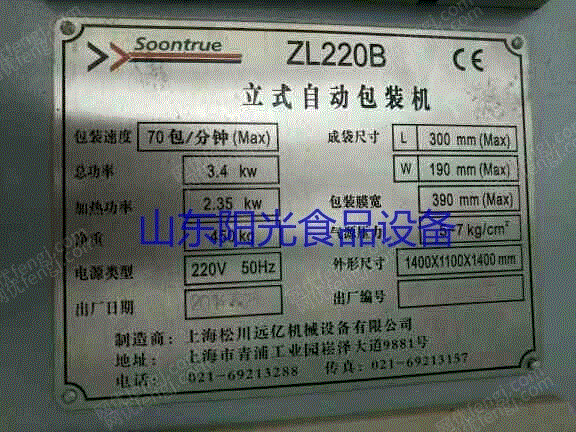 Soontrue ZL220B CE
立式自动包装机
包装速度 70 包/分钟 (Max) 成袋尺寸 L 300 mm (Max)
总功率 3.4 kw W 190 mm (Max)
加热功率 2.35 kw 包装膜宽 390 mm (Max)
山东阳光食品设备
净重 450 kg 7 kg/cm²
电源类型 220V 50Hz 外形尺寸 1400X1100X1400 mm
出厂日期 出厂编号
制造商: 上海松川远亿机械设备有限公司
地址: 上海市青浦工业园崧泽大道9881号
电话: 021-69213288 传真: 021-69213157